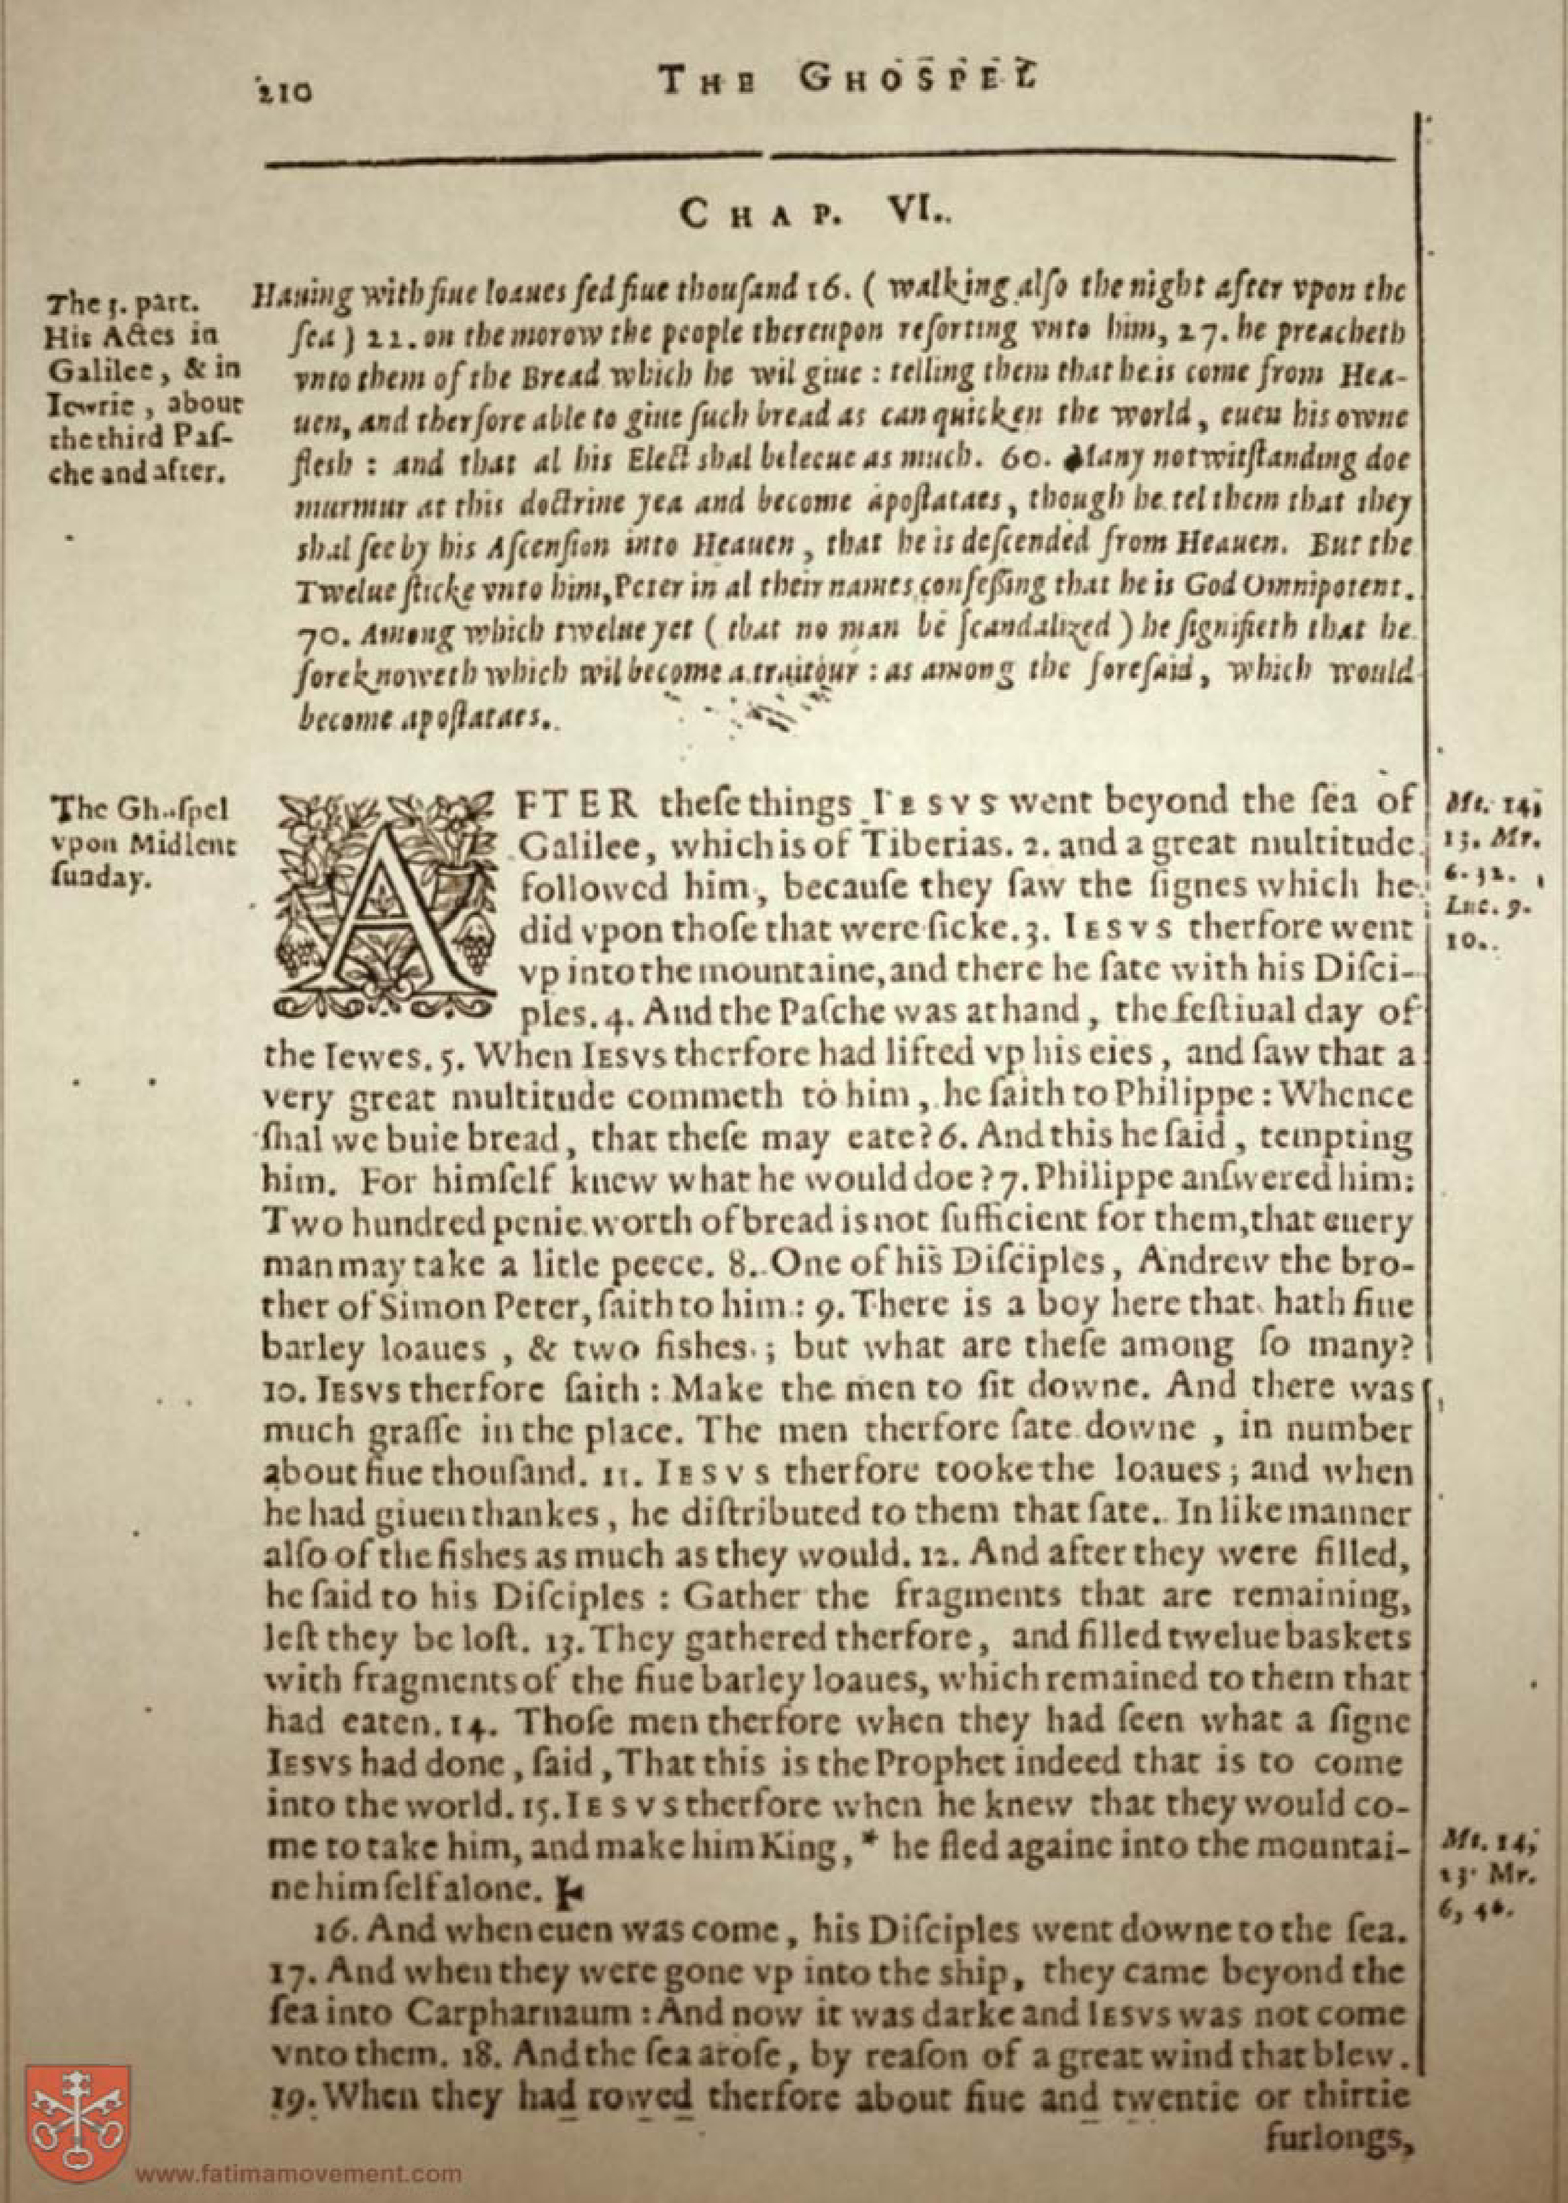 210
THE GHOSPEL
CHAP. VI.
The 3. part.
His Actes in
Galilee, & in
Iewrie, about
the third Paſ-
che and after.
Hauing with fiue loaues fed fiue thouſand 16. ( walking alſo the night after vpon the
ſea ) 22. on the morow the people thereupon reſorting vnto him, 27. he preacheth
vnto them of the Bread which he wil giue : telling them that he is come from Hea-
uen, and therfore able to giue ſuch bread as can quicken the world, euen his owne
flesh : and that al his Elect shal beleeue as much. 60. Many notwitſtanding doe
murmur at this doctrine yea and become apoſtataes, though he tel them that they
shal ſee by his Aſcenſion into Heauen, that he is deſcended from Heauen. But the
Twelue ſticke vnto him, Peter in al their names confeſſing that he is God Omnipotent.
70. Among which twelue yet ( that no man be ſcandalized ) he ſignifieth that he
foreknoweth which wil become a traitour : as among the foreſaid, which would
become apoſtataes.
The Ghoſpel
vpon Midlent
ſunday.
AFTER theſe things IESVS went beyond the ſea of
Galilee, which is of Tiberias. 2. and a great multitude
followed him, becauſe they ſaw the ſignes which he
did vpon thoſe that were ſicke. 3. IESVS therfore went
vp into the mountaine, and there he ſate with his Diſci-
ples. 4. And the Paſche was at hand, the feſtiual day of
the Iewes. 5. When IESVS therfore had lifted vp his eies, and ſaw that a
very great multitude commeth to him, he ſaith to Philippe : Whence
ſhal we buie bread, that theſe may eate? 6. And this he ſaid, tempting
him. For himſelf knew what he would doe? 7. Philippe anſwered him:
Two hundred penie worth of bread is not ſufficient for them, that euery
man may take a litle peece. 8. One of his Diſciples, Andrew the bro-
ther of Simon Peter, ſaith to him : 9. There is a boy here that hath fiue
barley loaues, & two fishes ; but what are theſe among ſo many?
10. IESVS therfore ſaith : Make the men to ſit downe. And there was
much graſſe in the place. The men therfore ſate downe, in number
about fiue thouſand. 11. IESVS therfore tooke the loaues ; and when
he had giuen thankes, he diſtributed to them that ſate. In like manner
alſo of the fishes as much as they would. 12. And after they were filled,
he ſaid to his Diſciples : Gather the fragments that are remaining,
leſt they be loſt. 13. They gathered therfore, and filled twelue baskets
with fragments of the fiue barley loaues, which remained to them that
had eaten. 14. Thoſe men therfore when they had ſeen what a ſigne
IESVS had done, ſaid, That this is the Prophet indeed that is to come
into the world. 15. IESVS therfore when he knew that they would co-
me to take him, and make him King, * he fled againe into the mountai-
ne himſelf alone. ✠
16. And when euen was come, his Diſciples went downe to the ſea.
17. And when they were gone vp into the ship, they came beyond the
ſea into Carpharnaum : And now it was darke and IESVS was not come
vnto them. 18. And the ſea aroſe, by reaſon of a great wind that blew.
19. When they had rowed therfore about fiue and twentie or thirtie
furlongs,
Mt. 14,
13. Mr.
6. 32.
Luc. 9.
10.
Mt. 14,
23. Mr.
6, 46.
www.fatimamovement.com